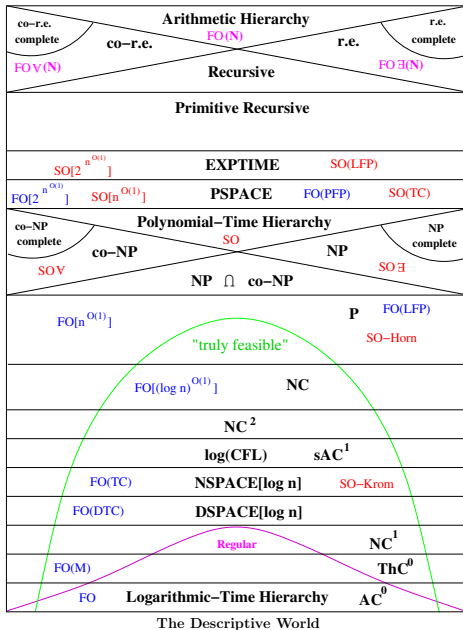 Arithmetic Hierarchy
co-r.e. complete
co-r.e.
FO(N)
r.e.
r.e. complete
FO∀(N)
FO∃(N)
Recursive
Primitive Recursive
SO[2^n^O(1)] EXPTIME SO(LFP)
FO[2^n^O(1)] SO[n^O(1)] PSPACE FO(PFP) SO(TC)
Polynomial-Time Hierarchy
co-NP complete
co-NP
SO
NP
NP complete
SO∀
SO∃
NP ∩ co-NP
FO[n^O(1)]
P
FO(LFP)
SO-Horn
"truly feasible"
FO[(log n)^O(1)] NC
NC^2
log(CFL) sAC^1
FO(TC) NSPACE[log n] SO-Krom
FO(DTC) DSPACE[log n]
Regular
NC^1
FO(M) ThC^0
FO Logarithmic-Time Hierarchy AC^0
The Descriptive World